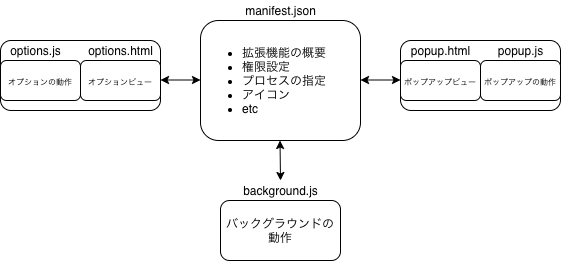 manifest.json
options.js options.html
popup.html popup.js
• 拡張機能の概要
• 権限設定
• プロセスの指定
• アイコン
• etc
オプションの動作 オプションビュー
ポップアップビュー ポップアップの動作
background.js
バックグラウンドの
動作